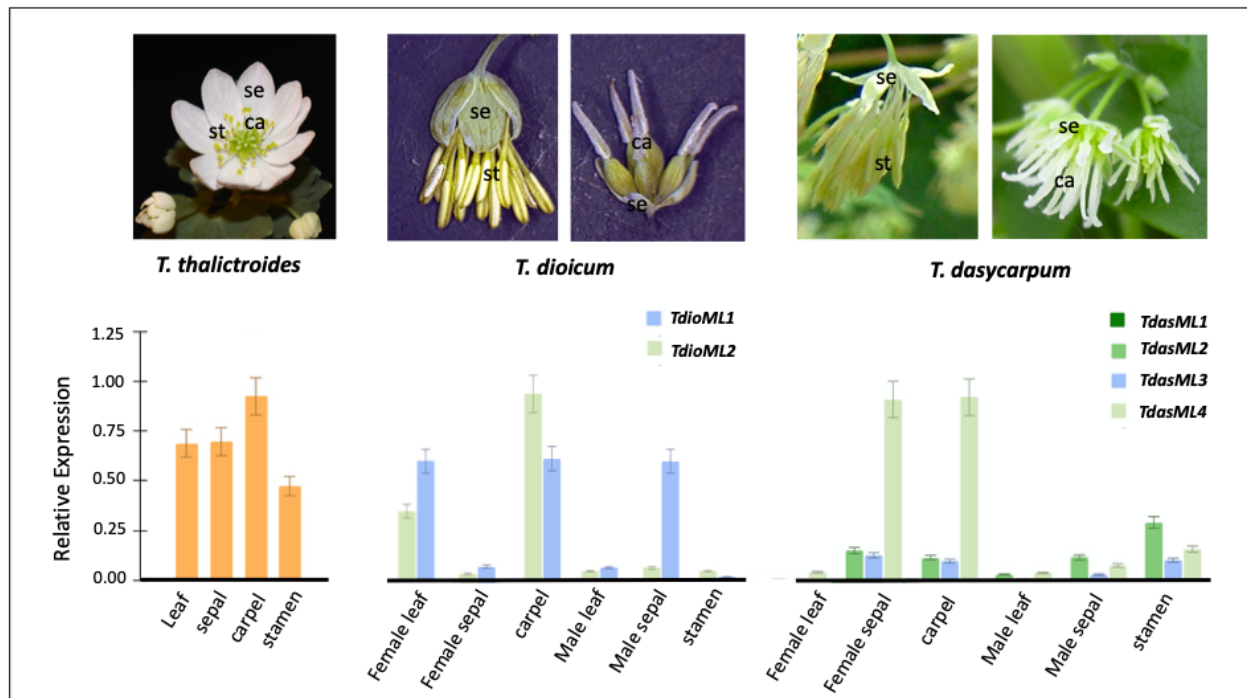 se
ca
st
se
st
ca
se
se
st
se
ca
T. thalictroides
T. dioicum
T. dasycarpum
Relative Expression
1.25
1.00
0.75
0.50
0.25
0.00
Leaf
sepal
carpel
stamen
TdioML1
TdioML2
Female leaf
Female sepal
carpel
Male leaf
Male sepal
stamen
TdasML1
TdasML2
TdasML3
TdasML4
Female leaf
Female sepal
carpel
Male leaf
Male sepal
stamen